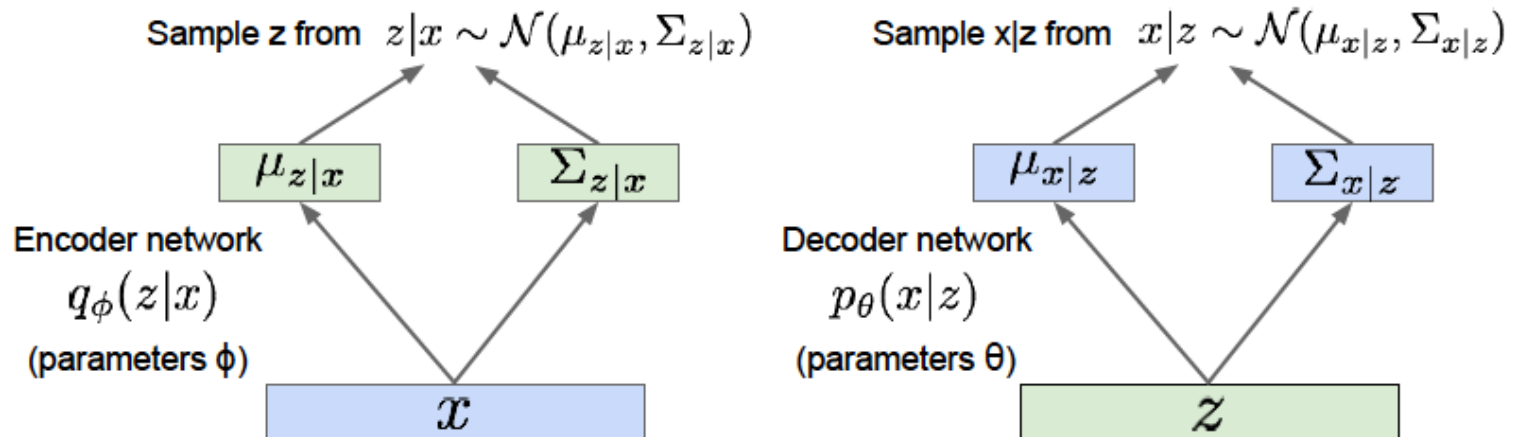 Sample z from z|x ∼ 𝒩(μ_{z|x}, Σ_{z|x})
μ_{z|x}
Σ_{z|x}
Encoder network
q_ϕ(z|x)
(parameters ϕ)
x
Sample x|z from x|z ∼ 𝒩(μ_{x|z}, Σ_{x|z})
μ_{x|z}
Σ_{x|z}
Decoder network
p_θ(x|z)
(parameters θ)
z